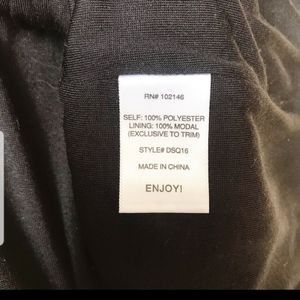 RN# 102146
SELF: 100% POLYESTER
LINING: 100% MODAL
(EXCLUSIVE TO TRIM)
STYLE# DSQ16
MADE IN CHINA
ENJOY!